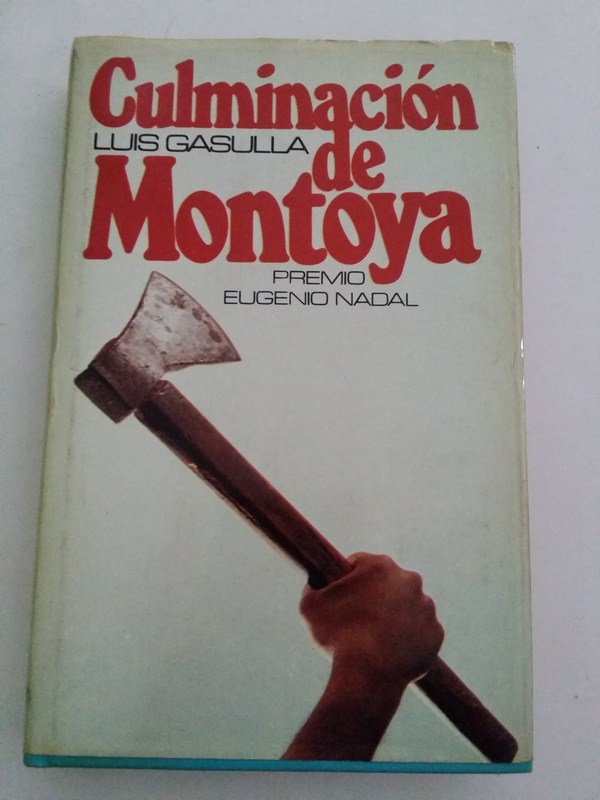 Culminación
LUIS GASULLA
de
Montoya
PREMIO
EUGENIO NADAL